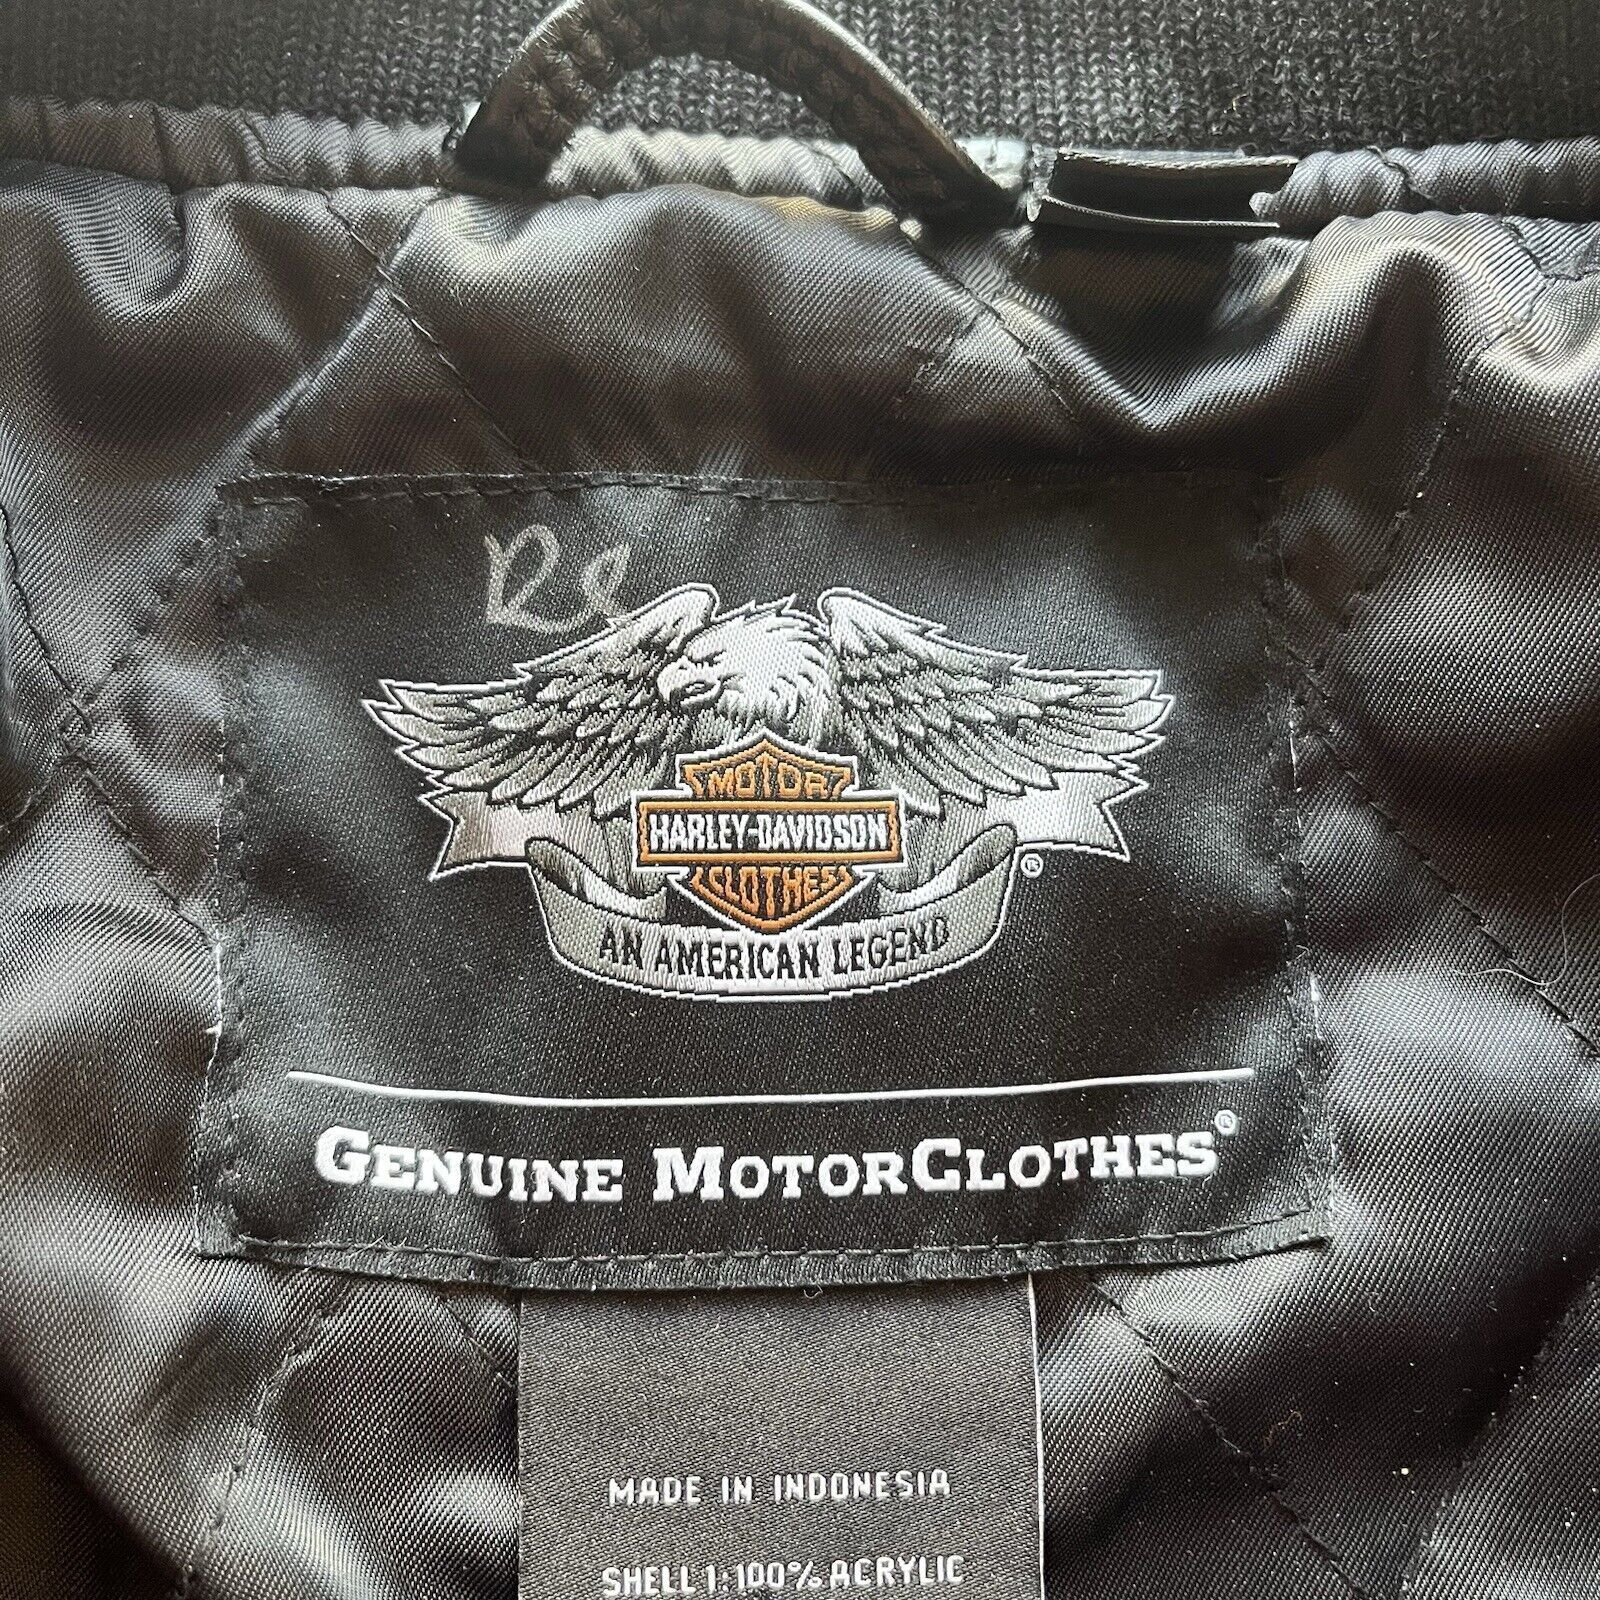 MOTOR
HARLEY-DAVIDSON
CLOTHES
®
AN AMERICAN LEGEND
GENUINE MOTORCLOTHES®
MADE IN INDONESIA
SHELL 1:100% ACRYLIC